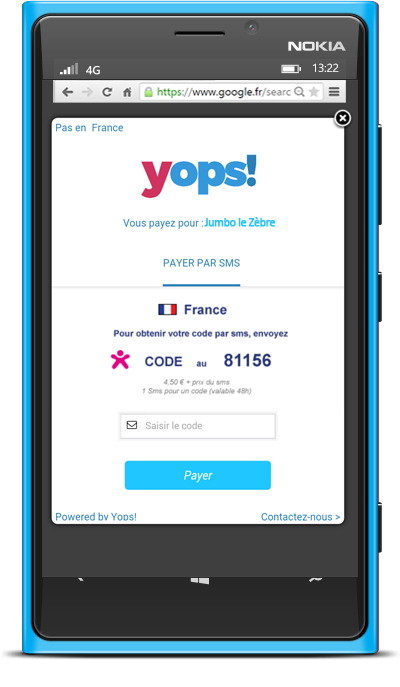 NOKIA
4G 13:22
https://www.google.fr/searc
Pas en France
yops!
Vous payez pour :Jumbo le Zèbre
PAYER PAR SMS
France
Pour obtenir votre code par sms, envoyez
CODE au 81156
4,50 € + prix du sms
1 Sms pour un code (valable 48h)
Saisir le code
Payer
Powered by Yops! Contactez-nous >